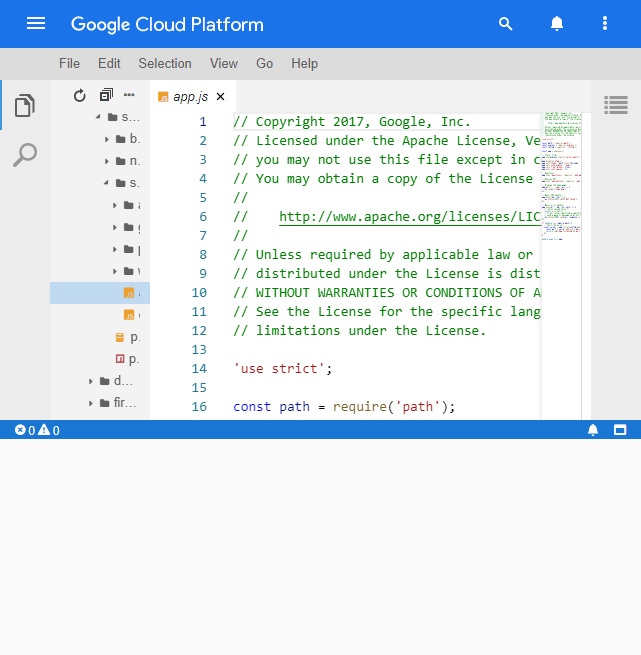 Google Cloud Platform
File Edit Selection View Go Help
app.js
s...
b.
n.
s.
p.
p.
d...
fir...
1 // Copyright 2017, Google, Inc.
2 // Licensed under the Apache License, Ve
3 // you may not use this file except in c
4 // You may obtain a copy of the License
5 //
6 // http://www.apache.org/licenses/LIC
7 //
8 // Unless required by applicable law or
9 // distributed under the License is dist
10 // WITHOUT WARRANTIES OR CONDITIONS OF A
11 // See the License for the specific lang
12 // limitations under the License.
13
14 'use strict';
15
16 const path = require('path');
0 0